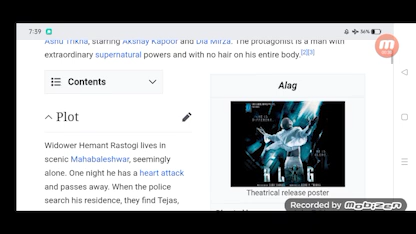 7:59
56%
Ashu Trikha, starring Akshay Kapoor and Dia Mirza. The protagonist is a man with
extraordinary supernatural powers and with no hair on his entire body.[2][3]
Contents
Plot
Widower Hemant Rastogi lives in
scenic Mahabaleshwar, seemingly
alone. One night he has a heart attack
and passes away. When the police
search his residence, they find Tejas,
Alag
Theatrical release poster
Recorded by mobizen